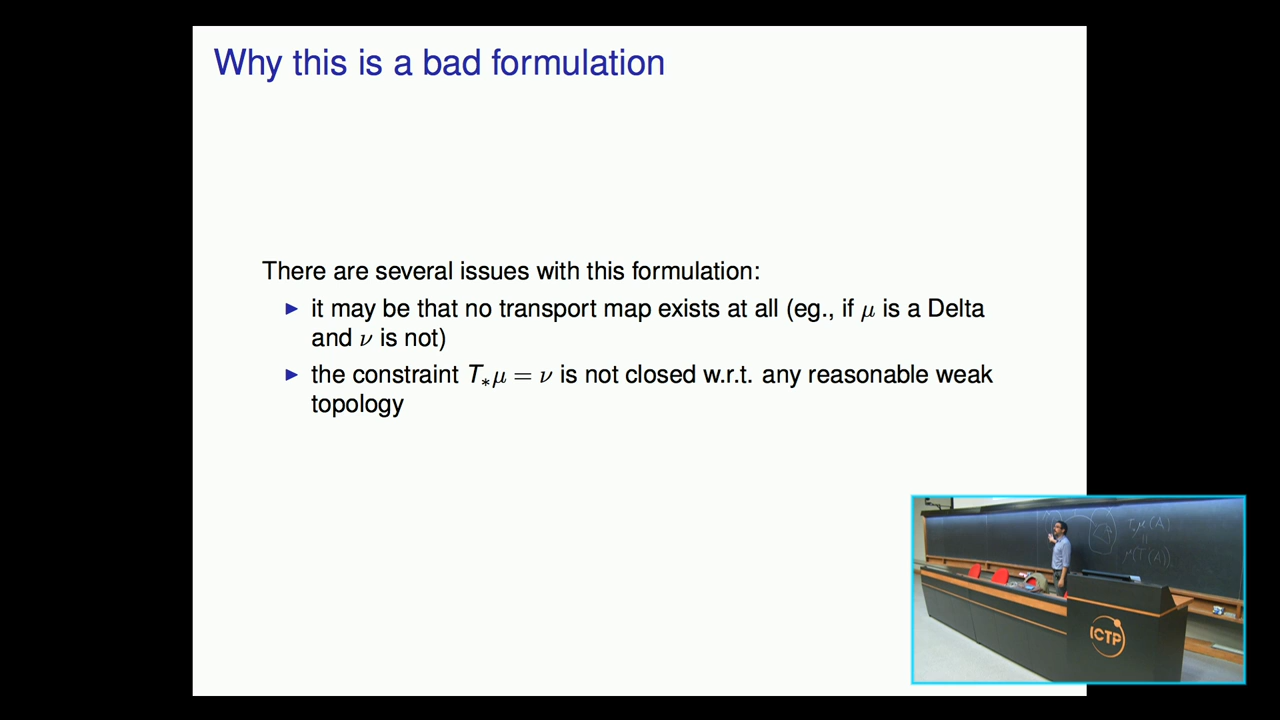 Why this is a bad formulation
There are several issues with this formulation:
▶ it may be that no transport map exists at all (eg., if μ is a Delta
and ν is not)
▶ the constraint T∗μ = ν is not closed w.r.t. any reasonable weak
topology
ICTP